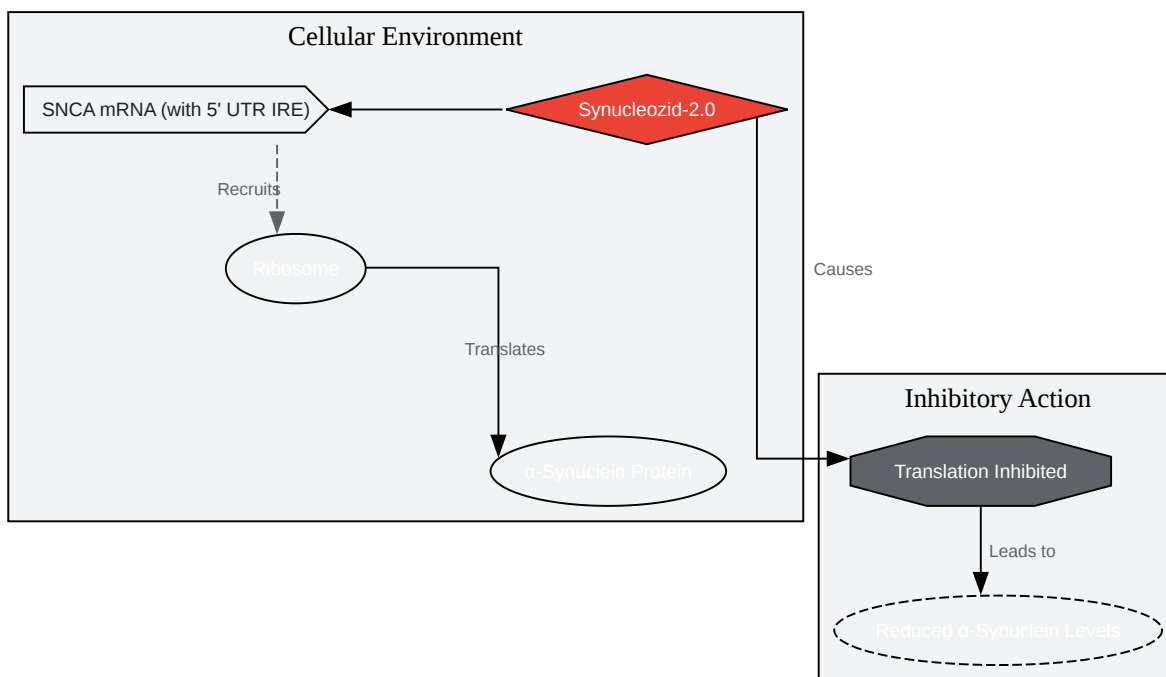 Cellular Environment
SNCA mRNA (with 5' UTR IRE)
Synucleozid-2.0
Recruits
Ribosome
Causes
Translates
Inhibitory Action
α-Synuclein Protein
Translation Inhibited
Leads to
Reduced α-Synuclein Levels